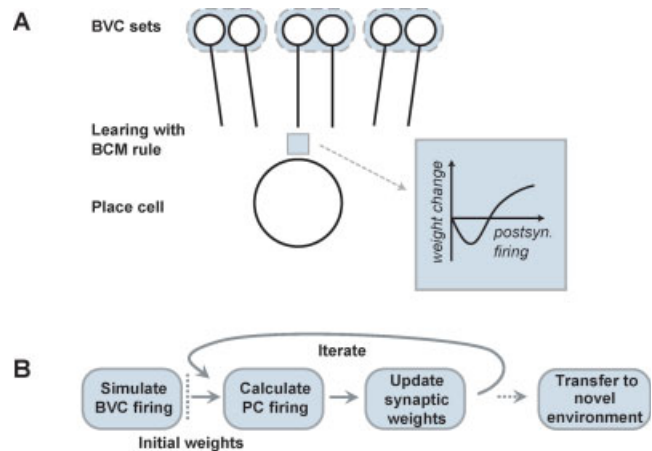 A
BVC sets
Learing with
BCM rule
Place cell
weight change
postsyn.
firing
B
Iterate
Simulate
BVC firing
Calculate
PC firing
Update
synaptic
weights
Transfer to
novel
environment
Initial weights